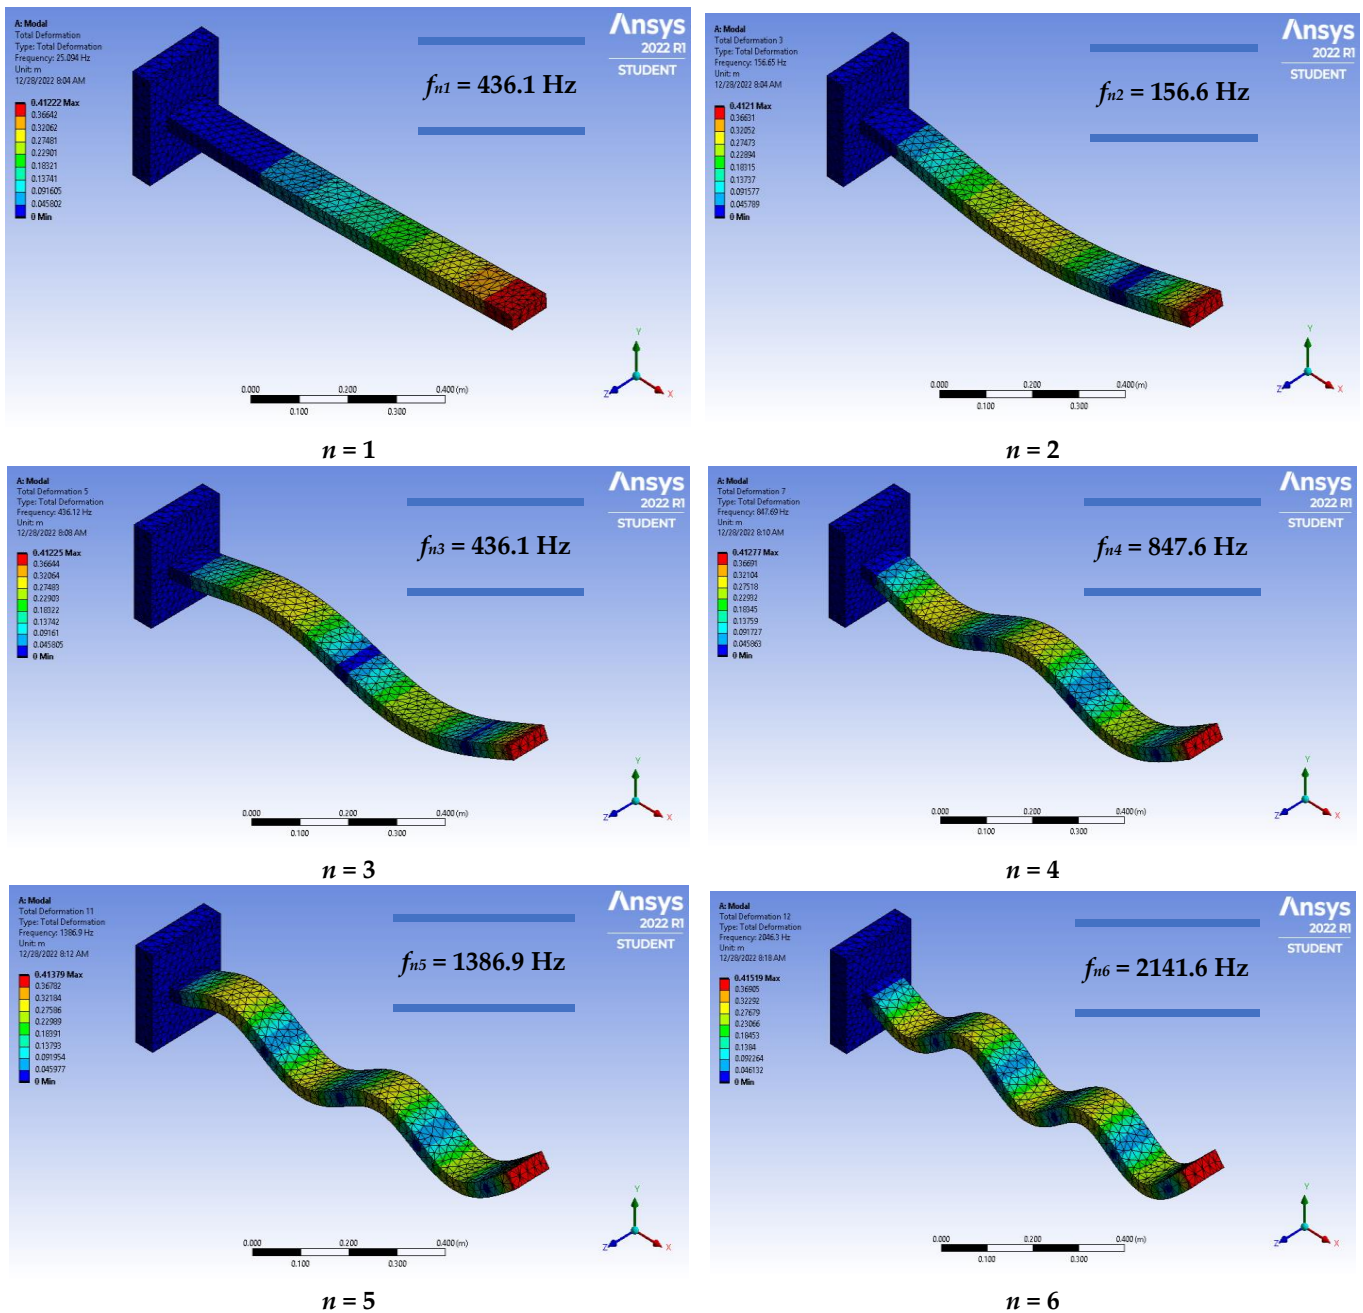 A: Modal
Total Deformation
Type: Total Deformation
Frequency: 25.094 Hz
Unit: m
12/28/2022 8:04 AM
0.41222 Max
0.36642
0.32062
0.27481
0.22901
0.18321
0.13741
0.091605
0.045802
0 Min
Ansys
2022 R1
STUDENT
fn1 = 436.1 Hz
0.000 0.200 0.400 (m)
0.100 0.300
Y
Z X
n = 1
A: Modal
Total Deformation 3
Type: Total Deformation
Frequency: 156.65 Hz
Unit: m
12/28/2022 8:04 AM
0.4121 Max
0.36631
0.32052
0.27473
0.22894
0.18315
0.13737
0.091577
0.045789
0 Min
Ansys
2022 R1
STUDENT
fn2 = 156.6 Hz
0.000 0.200 0.400 (m)
0.100 0.300
Y
Z X
n = 2
A: Modal
Total Deformation 5
Type: Total Deformation
Frequency: 436.12 Hz
Unit: m
12/28/2022 8:08 AM
0.41225 Max
0.36644
0.32064
0.27483
0.22903
0.18322
0.13742
0.09161
0.045805
0 Min
Ansys
2022 R1
STUDENT
fn3 = 436.1 Hz
0.000 0.200 0.400 (m)
0.100 0.300
Y
Z X
n = 3
A: Modal
Total Deformation 7
Type: Total Deformation
Frequency: 847.69 Hz
Unit: m
12/28/2022 8:10 AM
0.41277 Max
0.36691
0.32104
0.27518
0.22932
0.18345
0.13759
0.091727
0.045863
0 Min
Ansys
2022 R1
STUDENT
fn4 = 847.6 Hz
0.000 0.200 0.400 (m)
0.100 0.300
Y
Z X
n = 4
A: Modal
Total Deformation 11
Type: Total Deformation
Frequency: 1386.9 Hz
Unit: m
12/28/2022 8:12 AM
0.41379 Max
0.36782
0.32184
0.27586
0.22989
0.18391
0.13793
0.091954
0.045977
0 Min
Ansys
2022 R1
STUDENT
fn5 = 1386.9 Hz
0.000 0.200 0.400 (m)
0.100 0.300
Y
Z X
n = 5
A: Modal
Total Deformation 12
Type: Total Deformation
Frequency: 2046.3 Hz
Unit: m
12/28/2022 8:18 AM
0.41519 Max
0.36905
0.32292
0.27679
0.23066
0.18453
0.1384
0.092264
0.046132
0 Min
Ansys
2022 R1
STUDENT
fn6 = 2141.6 Hz
0.000 0.200 0.400 (m)
0.100 0.300
Y
Z X
n = 6